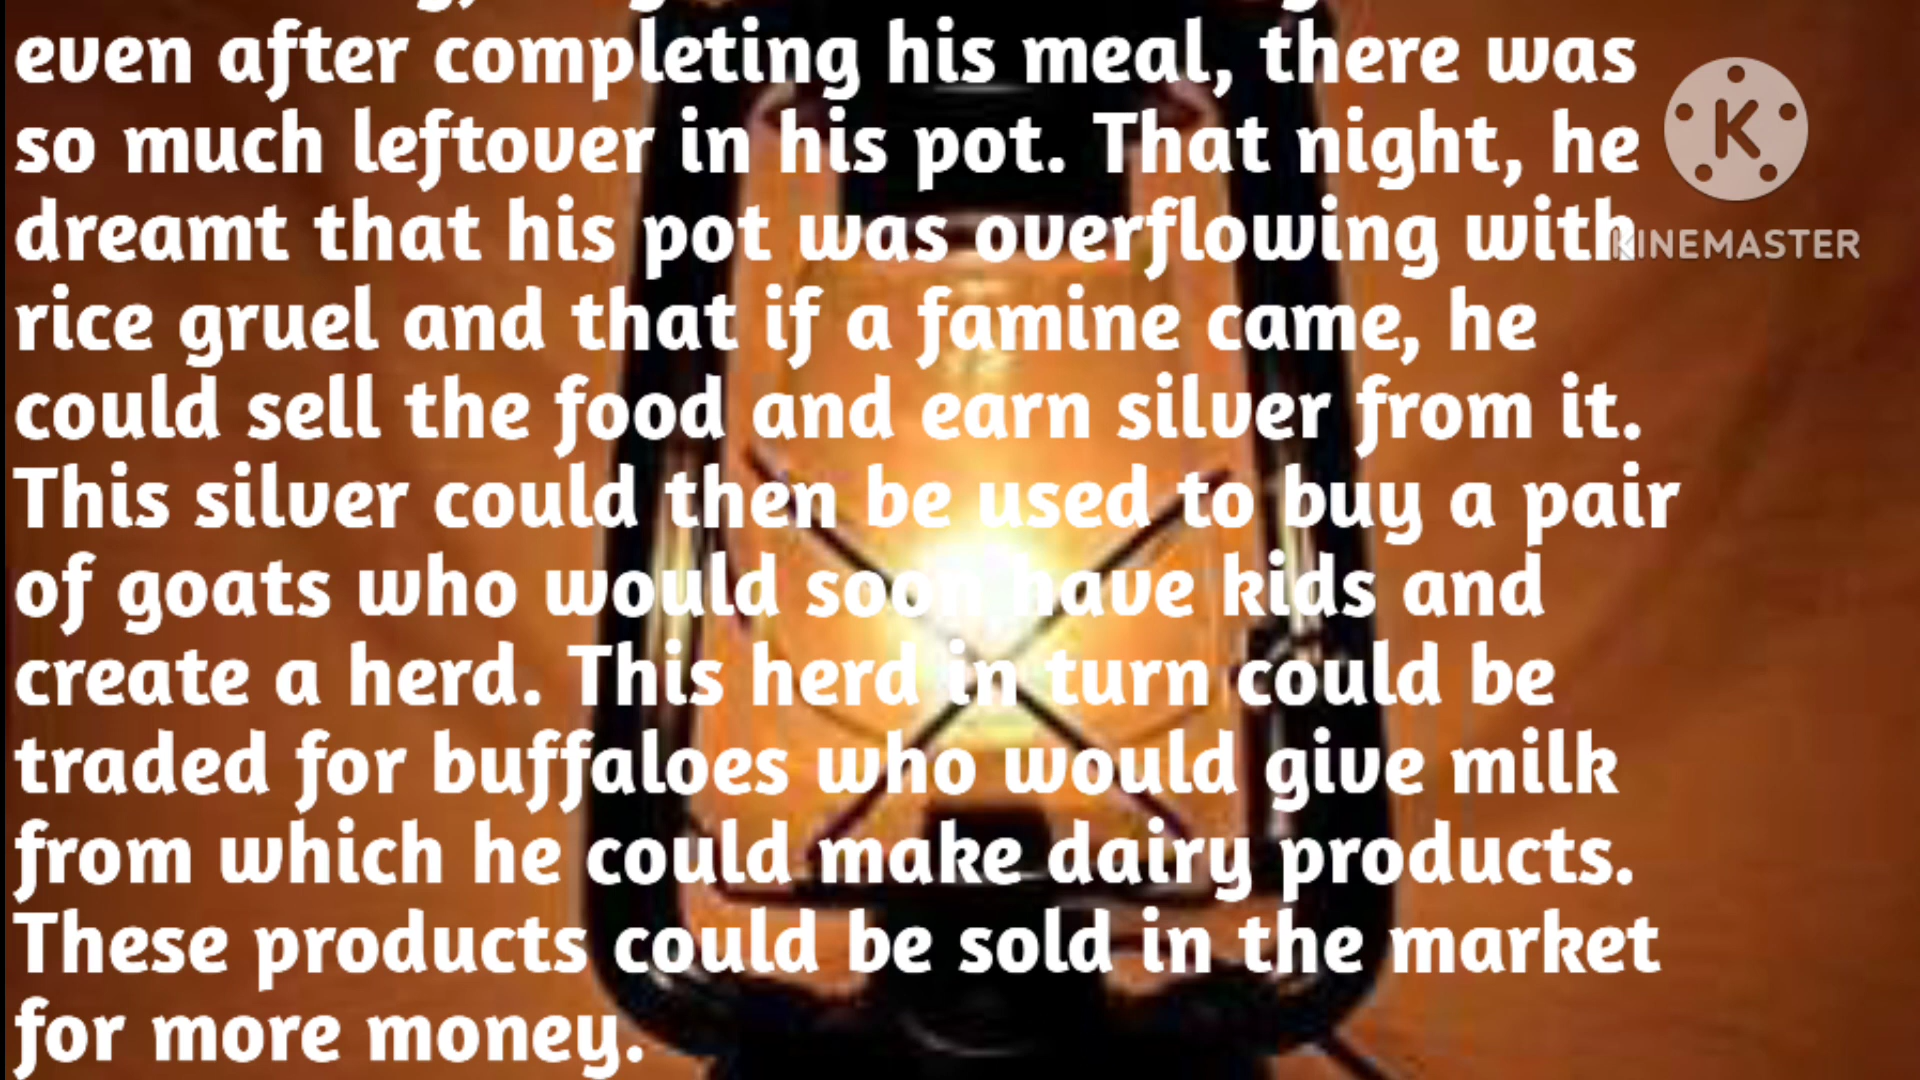 even after completing his meal, there was
so much leftover in his pot. That night, he
dreamt that his pot was overflowing with
rice gruel and that if a famine came, he
could sell the food and earn silver from it.
This silver could then be used to buy a pair
of goats who would soon have kids and
create a herd. This herd in turn could be
traded for buffaloes who would give milk
from which he could make dairy products.
These products could be sold in the market
for more money.
K
KINEMASTER